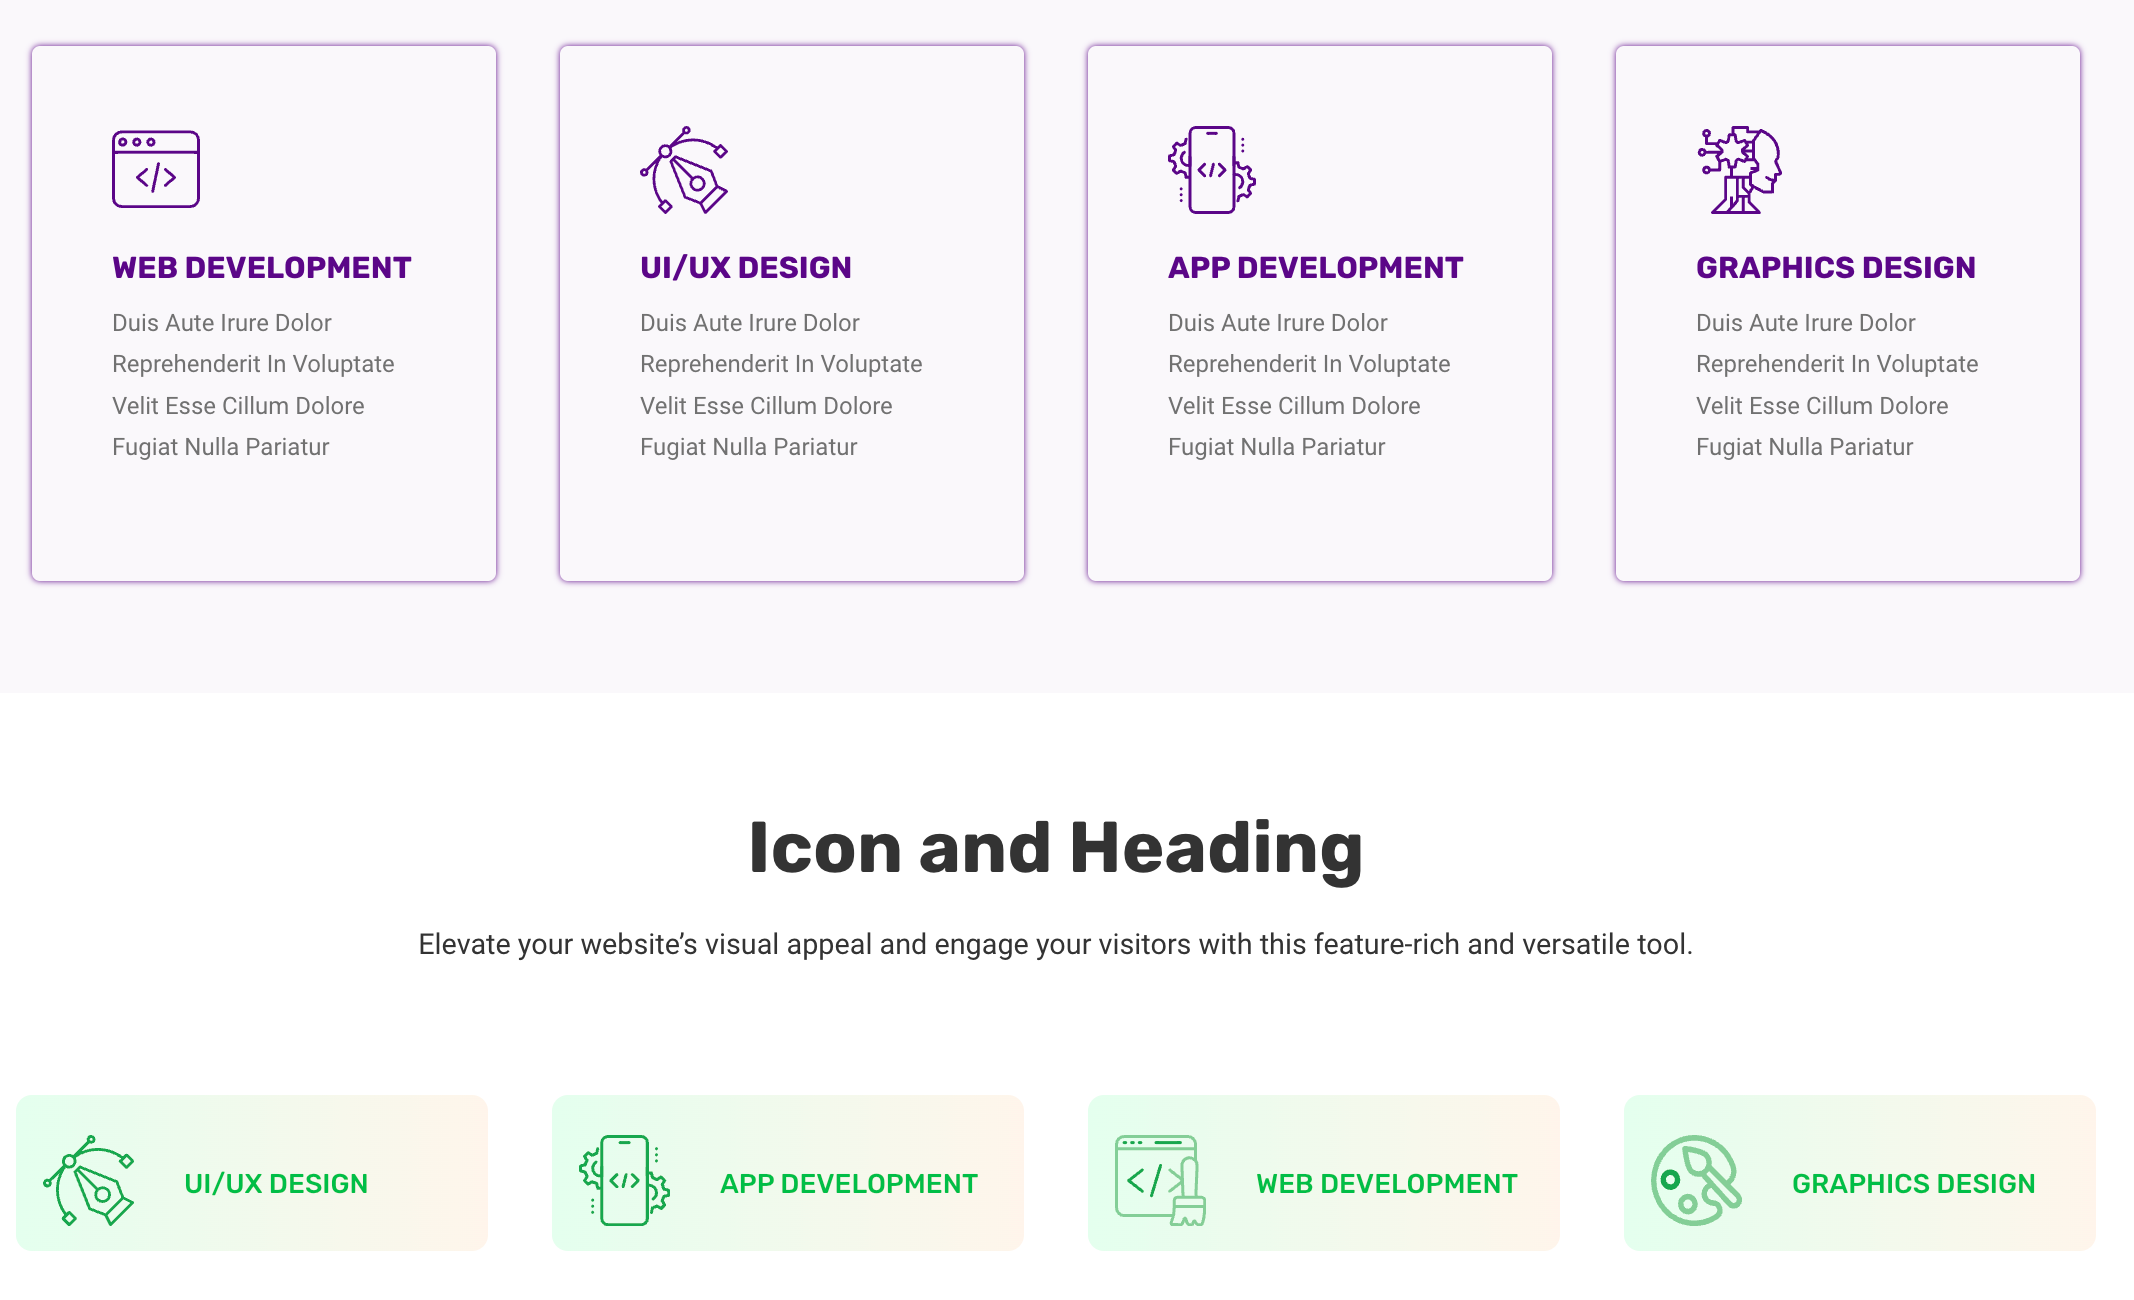 WEB DEVELOPMENT
Duis Aute Irure Dolor
Reprehenderit In Voluptate
Velit Esse Cillum Dolore
Fugiat Nulla Pariatur
UI/UX DESIGN
Duis Aute Irure Dolor
Reprehenderit In Voluptate
Velit Esse Cillum Dolore
Fugiat Nulla Pariatur
APP DEVELOPMENT
Duis Aute Irure Dolor
Reprehenderit In Voluptate
Velit Esse Cillum Dolore
Fugiat Nulla Pariatur
GRAPHICS DESIGN
Duis Aute Irure Dolor
Reprehenderit In Voluptate
Velit Esse Cillum Dolore
Fugiat Nulla Pariatur
Icon and Heading
Elevate your website’s visual appeal and engage your visitors with this feature-rich and versatile tool.
UI/UX DESIGN
APP DEVELOPMENT
WEB DEVELOPMENT
GRAPHICS DESIGN